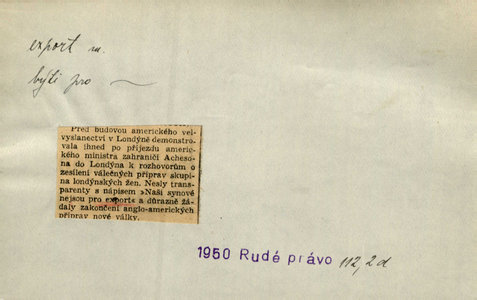 export m.
býti pro ~
Před budovou amerického vel-
vyslanectví v Londýně demonstro-
vala ihned po příjezdu americ-
kého ministra zahraničí Acheso-
na do Londýna k rozhovorům o
zesílení válečných příprav skupi-
na londýnských žen. Nesly trans-
parenty s nápisem »Naši synové
nejsou pro export« a důrazně žá-
daly zakončení anglo-amerických
příprav nové války.
1950 Rudé právo 112,2d